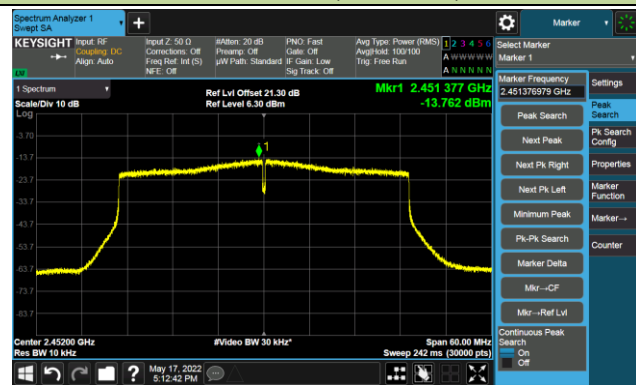 Spectrum Analyzer 1
Swept SA
+
Marker
KEYSIGHT
Input: RF
Coupling: DC
Align: Auto
Input Z: 50 Ω
Corrections: Off
Freq Ref: Int (S)
NFE: Off
#Atten: 20 dB
Preamp: Off
µW Path: Standard
PNO: Fast
Gate: Off
IF Gain: Low
Sig Track: Off
Avg Type: Power (RMS)
Avg|Hold: 100/100
Trig: Free Run
1 2 3 4 5 6
A W W W W W
A N N N N N
LXI
Select Marker
Marker 1
1 Spectrum
Scale/Div 10 dB
Log
Ref Lvl Offset 21.30 dB
Ref Level 6.30 dBm
Mkr1 2.451 377 GHz
-13.762 dBm
-3.70
-13.7
-23.7
-33.7
-43.7
-53.7
-63.7
-73.7
-83.7
1
Center 2.45200 GHz
Res BW 10 kHz
#Video BW 30 kHz*
Span 60.00 MHz
Sweep 242 ms (30000 pts)
Marker Frequency
2.451376979 GHz
Peak Search
Next Peak
Next Pk Right
Next Pk Left
Minimum Peak
Pk-Pk Search
Marker Delta
Mkr→CF
Mkr→Ref Lvl
Continuous Peak
Search
On
Off
Settings
Peak
Search
Pk Search
Config
Properties
Marker
Function
Marker→
Counter
?
May 17, 2022
5:12:42 PM